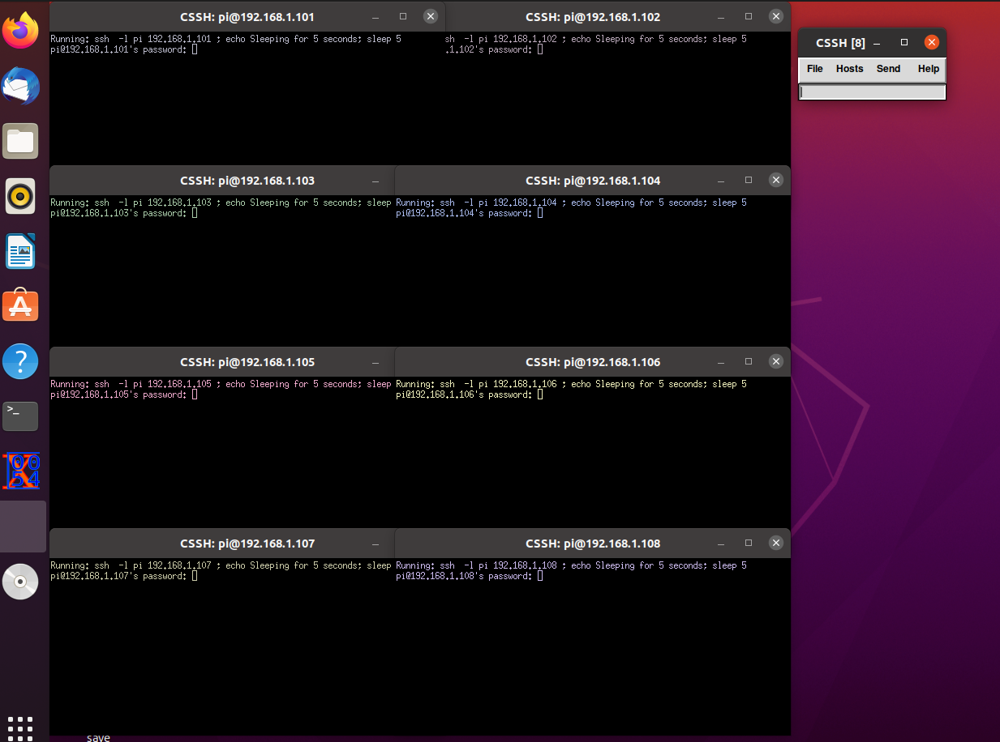 CSSH: pi@192.168.1.101
Running: ssh -l pi 192.168.1.101 ; echo Sleeping for 5 seconds; sleep 5
pi@192.168.1.101's password:
CSSH: pi@192.168.1.102
sh -l pi 192.168.1.102 ; echo Sleeping for 5 seconds; sleep 5
.1.102's password:
CSSH [8]
File Hosts Send Help
CSSH: pi@192.168.1.103
Running: ssh -l pi 192.168.1.103 ; echo Sleeping for 5 seconds; sleep
pi@192.168.1.103's password:
CSSH: pi@192.168.1.104
Running: ssh -l pi 192.168.1.104 ; echo Sleeping for 5 seconds; sleep 5
pi@192.168.1.104's password:
CSSH: pi@192.168.1.105
Running: ssh -l pi 192.168.1.105 ; echo Sleeping for 5 seconds; sleep
pi@192.168.1.105's password:
CSSH: pi@192.168.1.106
Running: ssh -l pi 192.168.1.106 ; echo Sleeping for 5 seconds; sleep 5
pi@192.168.1.106's password:
CSSH: pi@192.168.1.107
Running: ssh -l pi 192.168.1.107 ; echo Sleeping for 5 seconds; sleep
pi@192.168.1.107's password:
CSSH: pi@192.168.1.108
Running: ssh -l pi 192.168.1.108 ; echo Sleeping for 5 seconds; sleep 5
pi@192.168.1.108's password:
>_
X
00
54
save